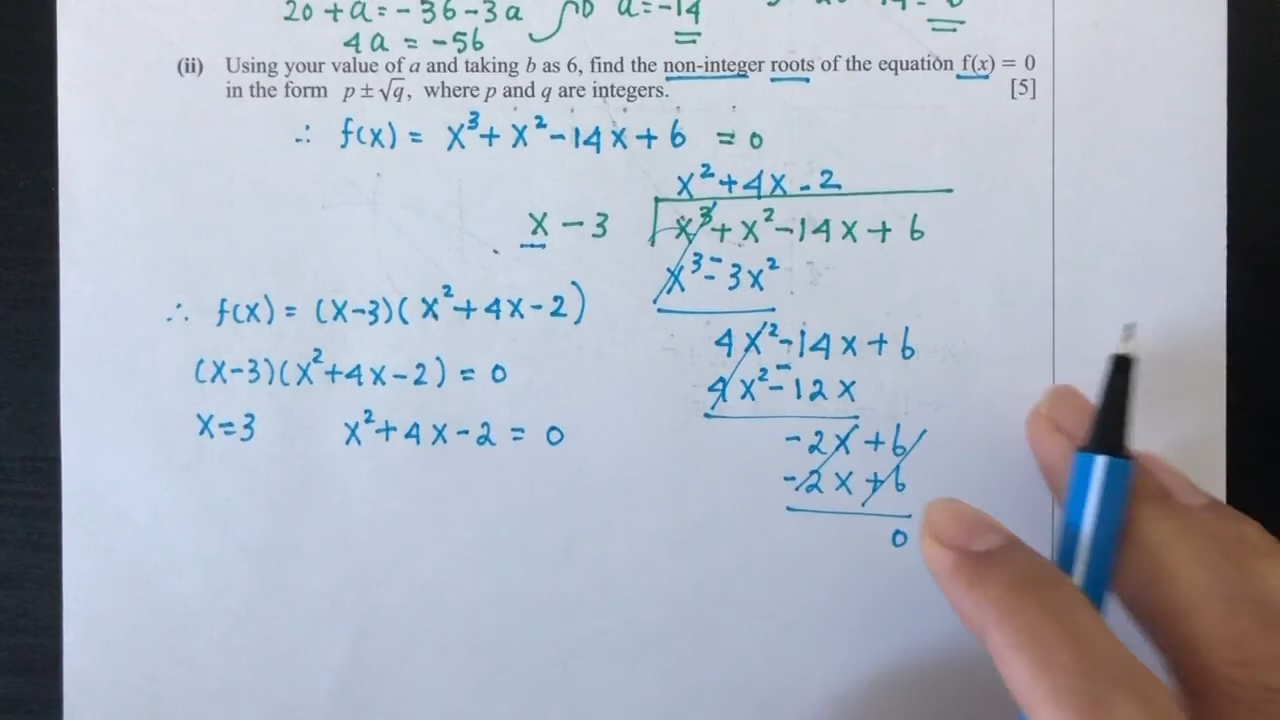 20 + a = -36 - 3a a = -14
4a = -56
(ii) Using your value of a and taking b as 6, find the non-integer roots of the equation f(x) = 0
in the form p ± √q, where p and q are integers. [5]
∴ f(x) = x³ + x² - 14x + 6 = 0
x² + 4x - 2
x - 3 x³ + x² - 14x + 6
x³ - 3x²
∴ f(x) = (x-3)(x² + 4x - 2)
4x² - 14x + 6
(x-3)(x² + 4x - 2) = 0
4x² - 12x
x = 3 x² + 4x - 2 = 0
-2x + 6
-2x + 6
0